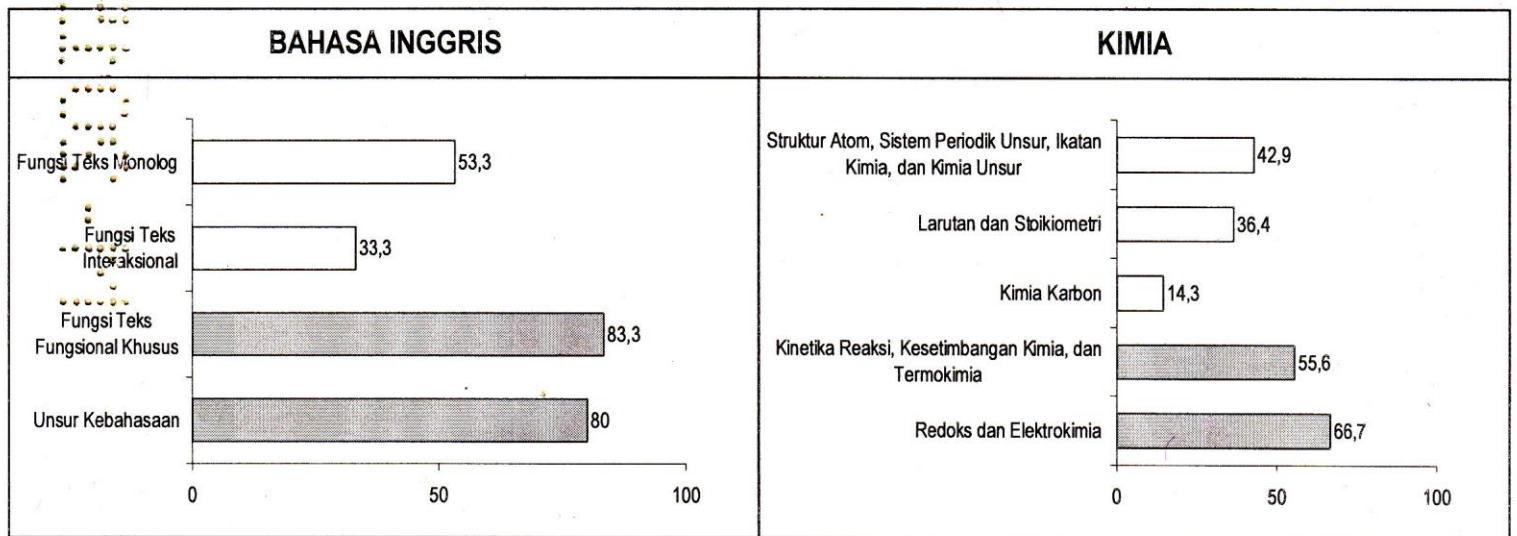 BAHASA INGGRIS
Fungsi Teks Monolog
53,3
Fungsi Teks
Interaksional
33,3
Fungsi Teks
Fungsional Khusus
83,3
Unsur Kebahasaan
80
0
50
100
KIMIA
Struktur Atom, Sistem Periodik Unsur, Ikatan
Kimia, dan Kimia Unsur
42,9
Larutan dan Stoikiometri
36,4
Kimia Karbon
14,3
Kinetika Reaksi, Kesetimbangan Kimia, dan
Termokimia
55,6
Redoks dan Elektrokimia
66,7
0
50
100